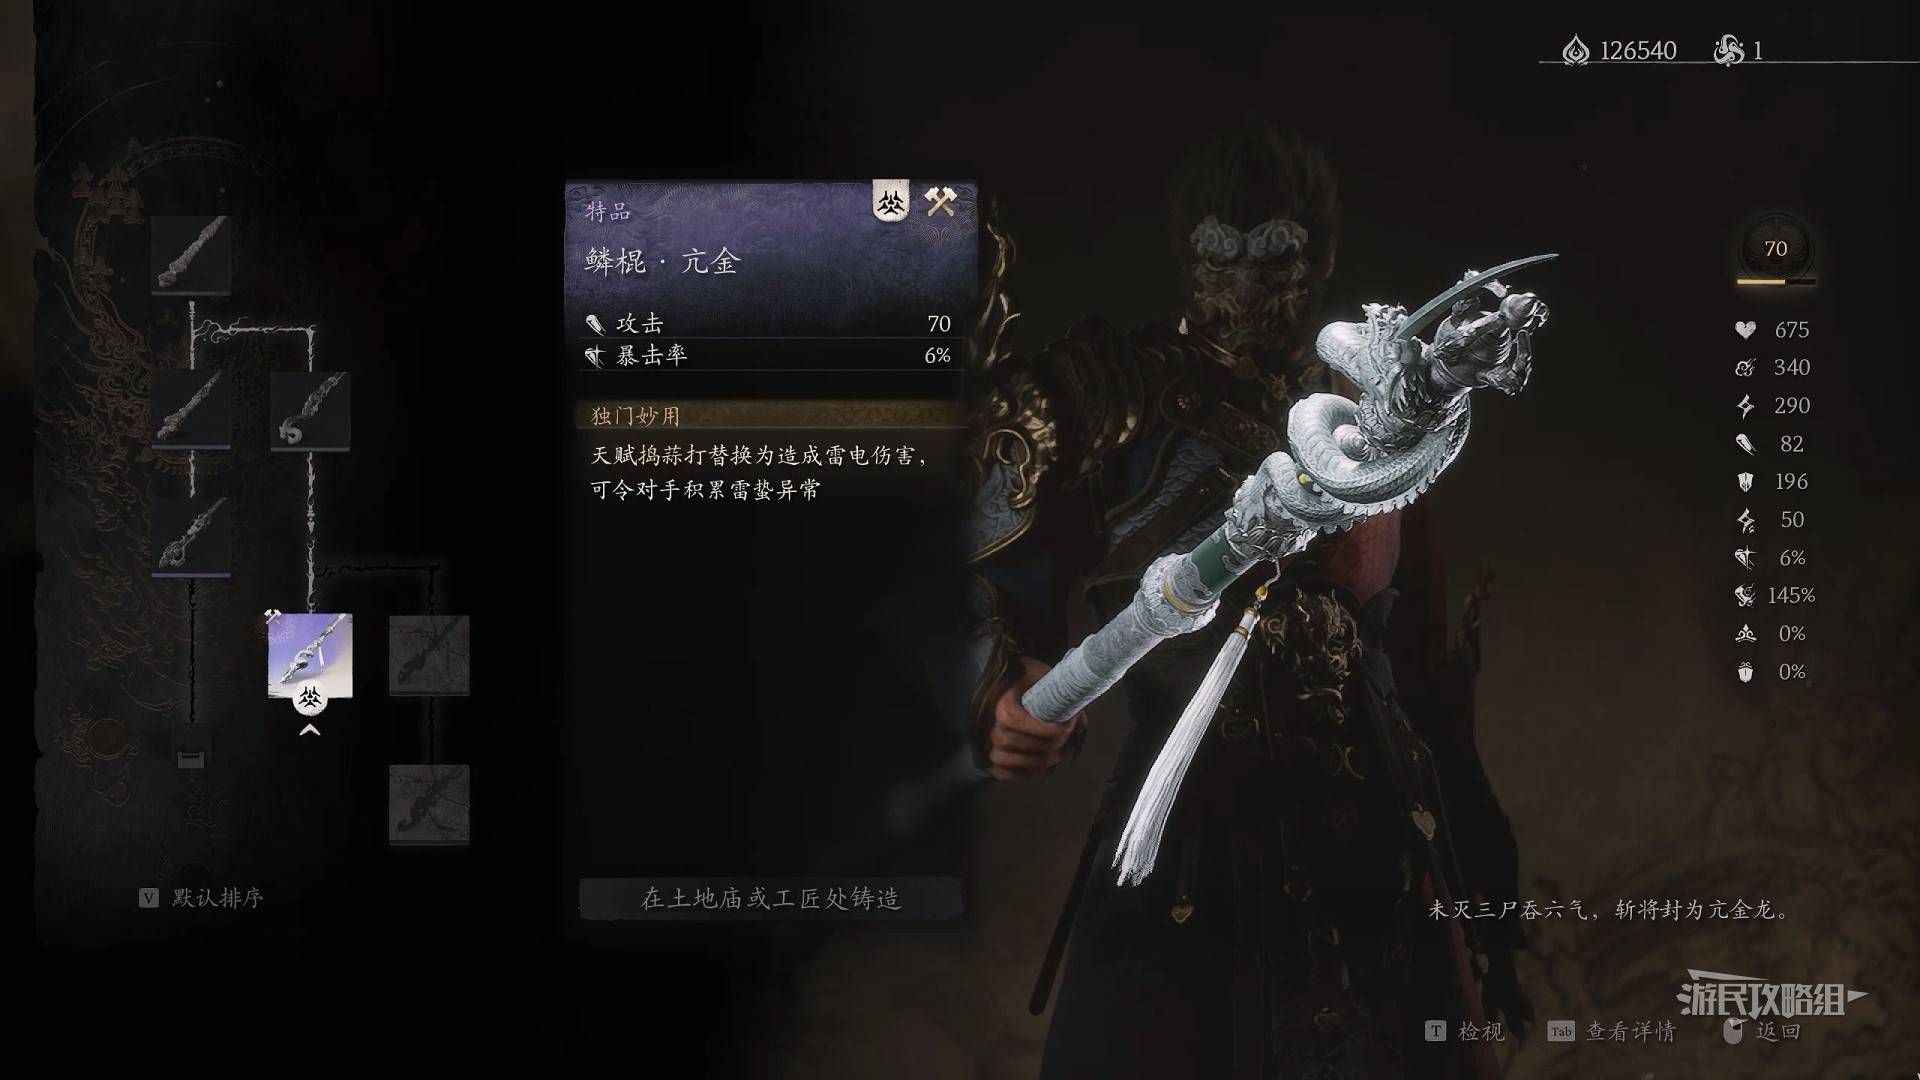 126540
1
特品
鳞棍·亢金
攻击 70
暴击率 6%
独门妙用
天赋捣蒜打替换为造成雷电伤害，
可令对手积累雷蛰异常
在土地庙或工匠处铸造
V 默认排序
70
675
340
290
82
196
50
6%
145%
0%
0%
未灭三尸吞六气，斩将封为亢金龙。
游民攻略组
T 检视
Tab 查看详情
返回